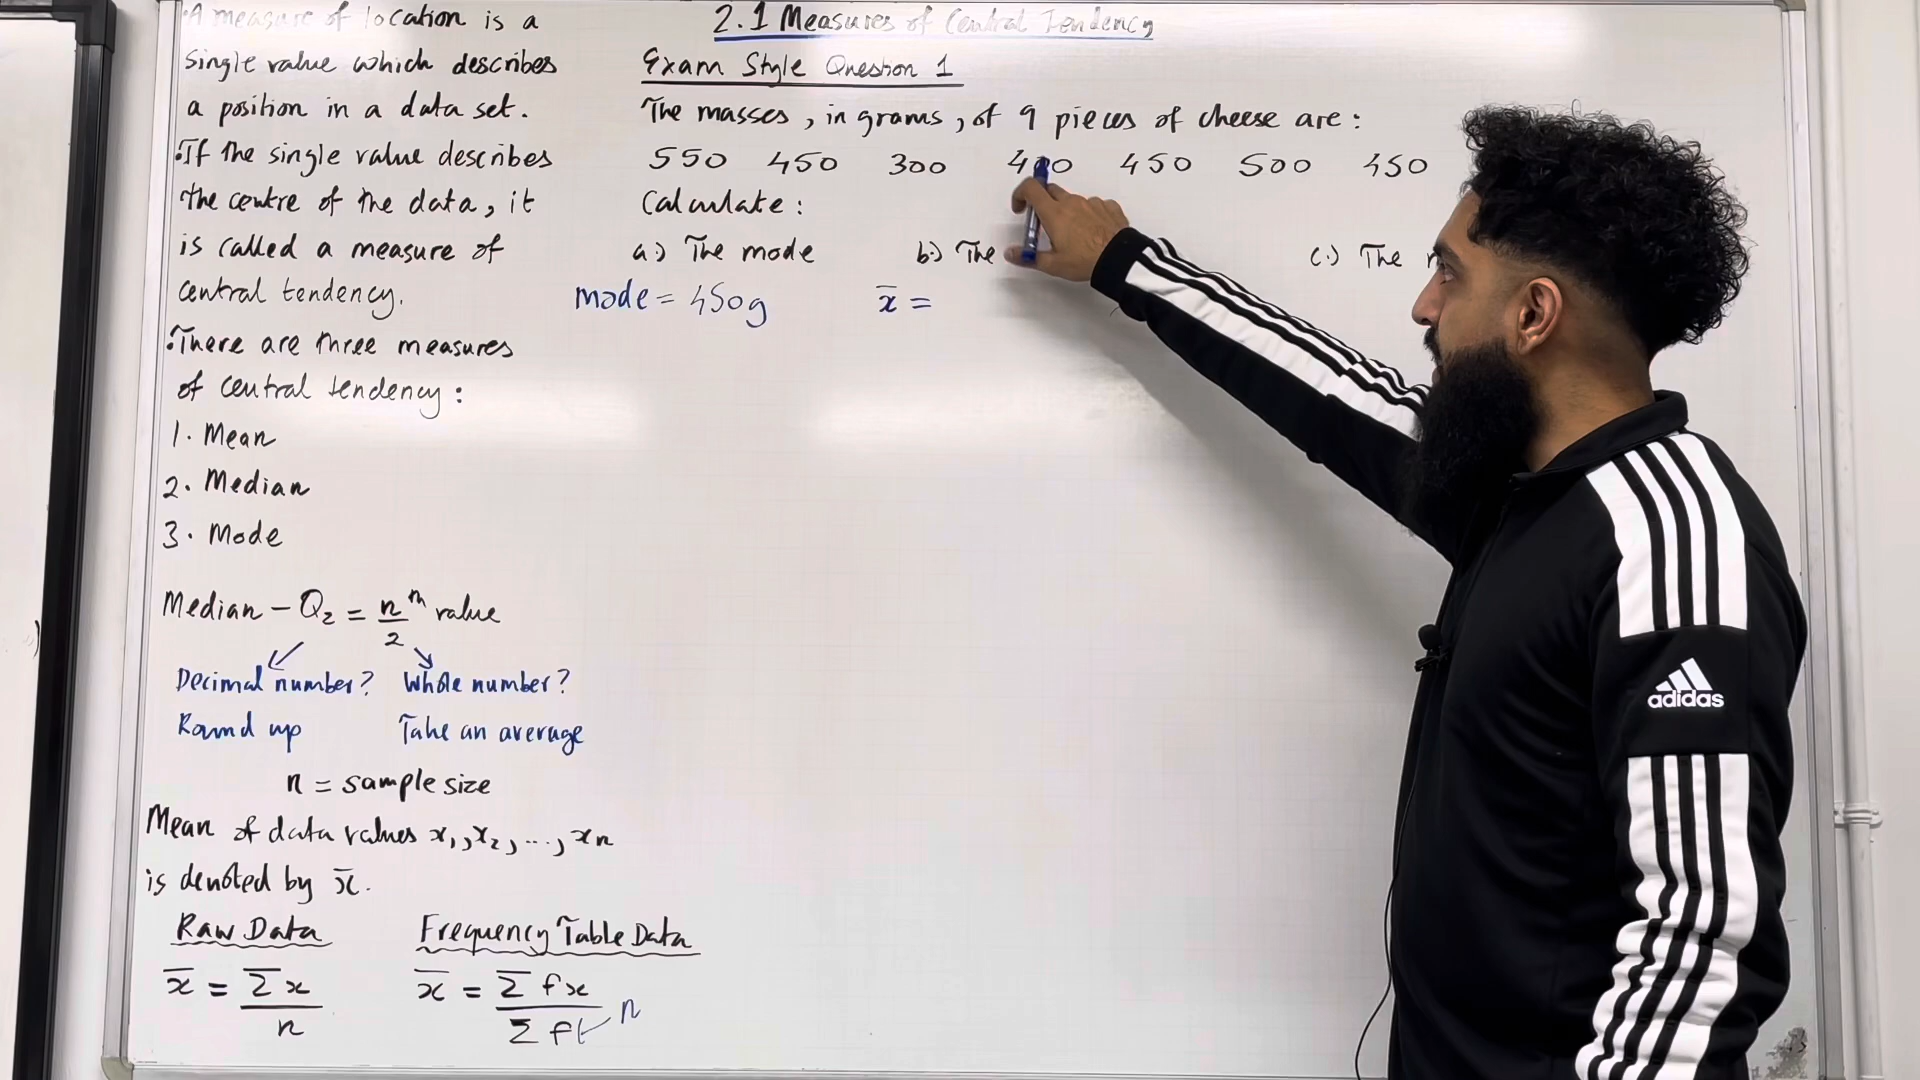 2.1 Measures of Central Tendency
·A measure of location is a
single value which describes
a position in a data set.
·If the single value describes
the centre of the data, it
is called a measure of
central tendency.
·There are three measures
of central tendency:
1. Mean
2. Median
3. Mode
Median - Q₂ = n/2 th value
Decimal number? Whole number?
Round up Take an average
n = sample size
Mean of data values x₁, x₂, ..., xn
is denoted by x̄.
Raw Data Frequency Table Data
x̄ = Σx/n x̄ = Σfx/Σf n
Exam Style Question 1
The masses, in grams, of 9 pieces of cheese are:
550 450 300 400 450 500 450
Calculate:
a.) The mode b.) The c.) The
mode = 450g x̄ =
adidas